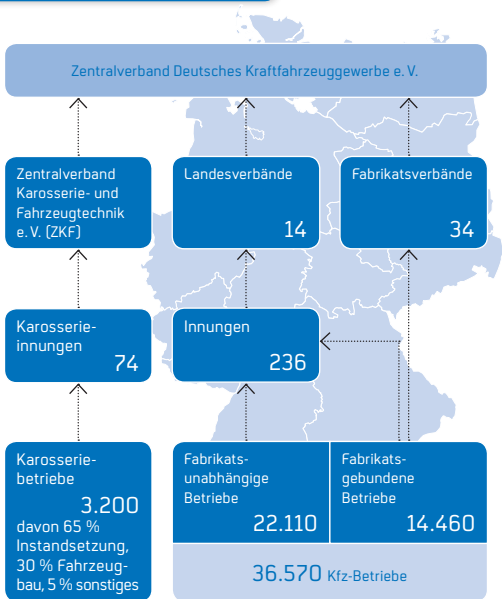 Zentralverband Deutsches Kraftfahrzeuggewerbe e. V.
Zentralverband
Karosserie- und
Fahrzeugtechnik
e. V. (ZKF)
Landesverbände
14
Fabrikatsverbände
34
Karosserie-
innungen
74
Innungen
236
Karosserie-
betriebe
3.200
davon 65 %
Instandsetzung,
30 % Fahrzeug-
bau, 5 % sonstiges
Fabrikats-
unabhängige
Betriebe
22.110
Fabrikats-
gebundene
Betriebe
14.460
36.570 Kfz-Betriebe